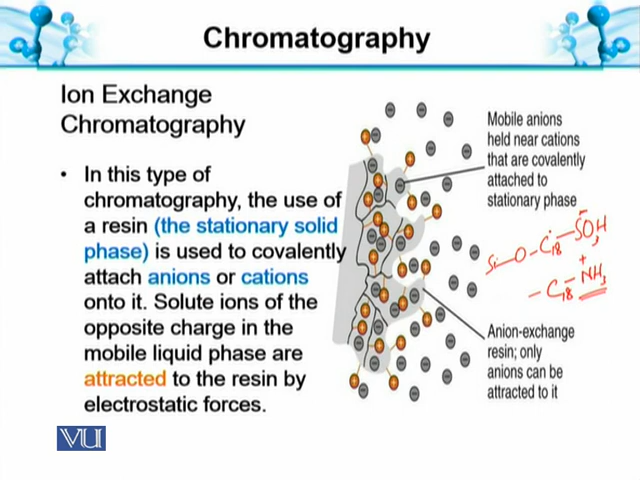 Chromatography
Ion Exchange
Chromatography
• In this type of
chromatography, the use of
a resin (the stationary solid
phase) is used to covalently
attach anions or cations
onto it. Solute ions of the
opposite charge in the
mobile liquid phase are
attracted to the resin by
electrostatic forces.
Mobile anions
held near cations
that are covalently
attached to
stationary phase
Si-O-C18-SO3H
-C18-NH3
+
Anion-exchange
resin; only
anions can be
attracted to it
VU